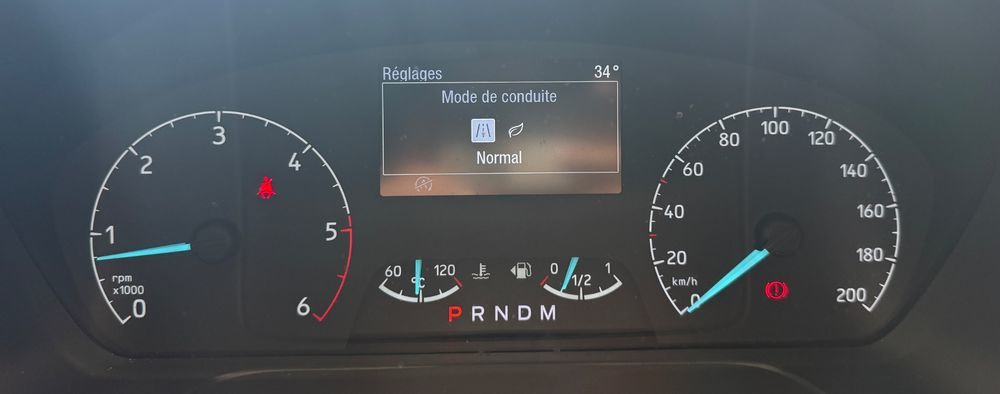 Réglages 34°
Mode de conduite
Normal
0
1
2
3
4
5
6
rpm
x1000
60 120
°C
0 1/2 1
P R N D M
0
20
40
60
80
100
120
140
160
180
200
km/h